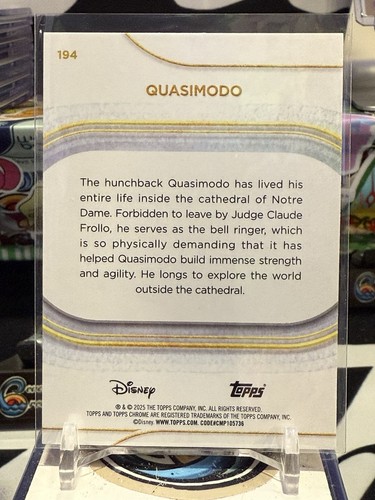 194
QUASIMODO
The hunchback Quasimodo has lived his
entire life inside the cathedral of Notre
Dame. Forbidden to leave by Judge Claude
Frollo, he serves as the bell ringer, which
is so physically demanding that it has
helped Quasimodo build immense strength
and agility. He longs to explore the world
outside the cathedral.
Disney
Topps
® & © 2025 THE TOPPS COMPANY, INC. ALL RIGHTS RESERVED.
TOPPS AND TOPPS CHROME ARE REGISTERED TRADEMARKS OF THE TOPPS COMPANY, INC.
©Disney. WWW.TOPPS.COM. CODE#CMP105736